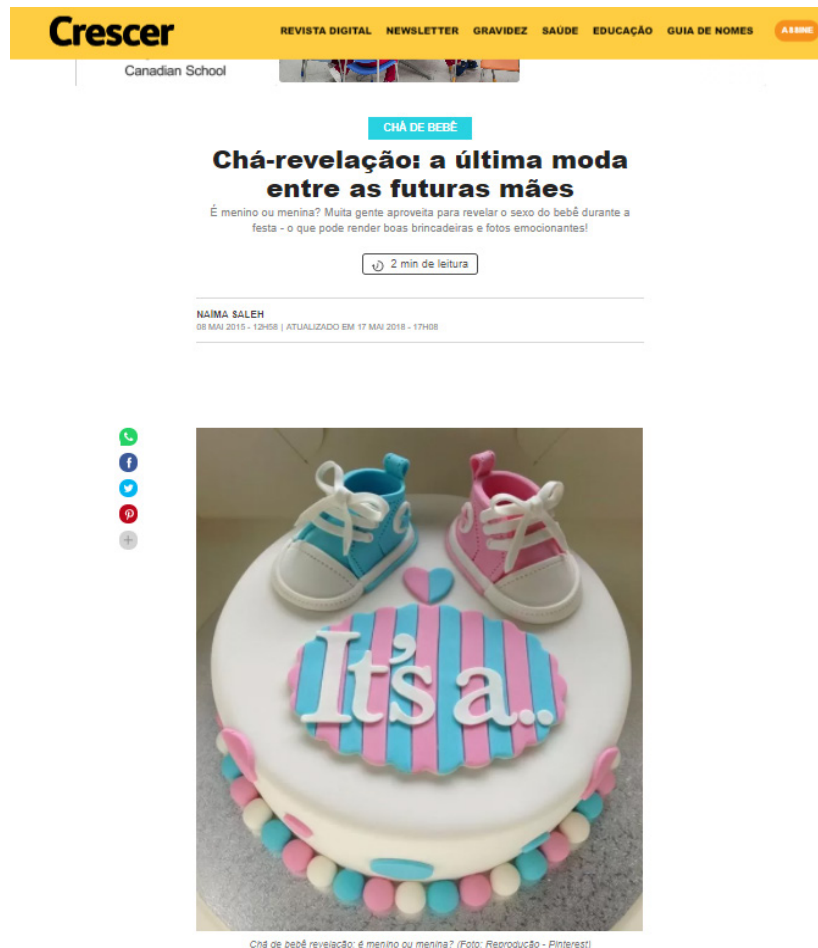 Crescer
REVISTA DIGITAL NEWSLETTER GRAVIDEZ SAÚDE EDUCAÇÃO GUIA DE NOMES ASSINE
Canadian School
CHÁ DE BEBÊ
Chá-revelação: a última moda
entre as futuras mães
É menino ou menina? Muita gente aproveita para revelar o sexo do bebê durante a
festa - o que pode render boas brincadeiras e fotos emocionantes!
2 min de leitura
NAÍMA SALEH
08 MAI 2015 - 12H58 | ATUALIZADO EM 17 MAI 2018 - 17H08
It's a..
Chá de bebê revelação: é menino ou menina? (Foto: Reprodução - Pinterest)